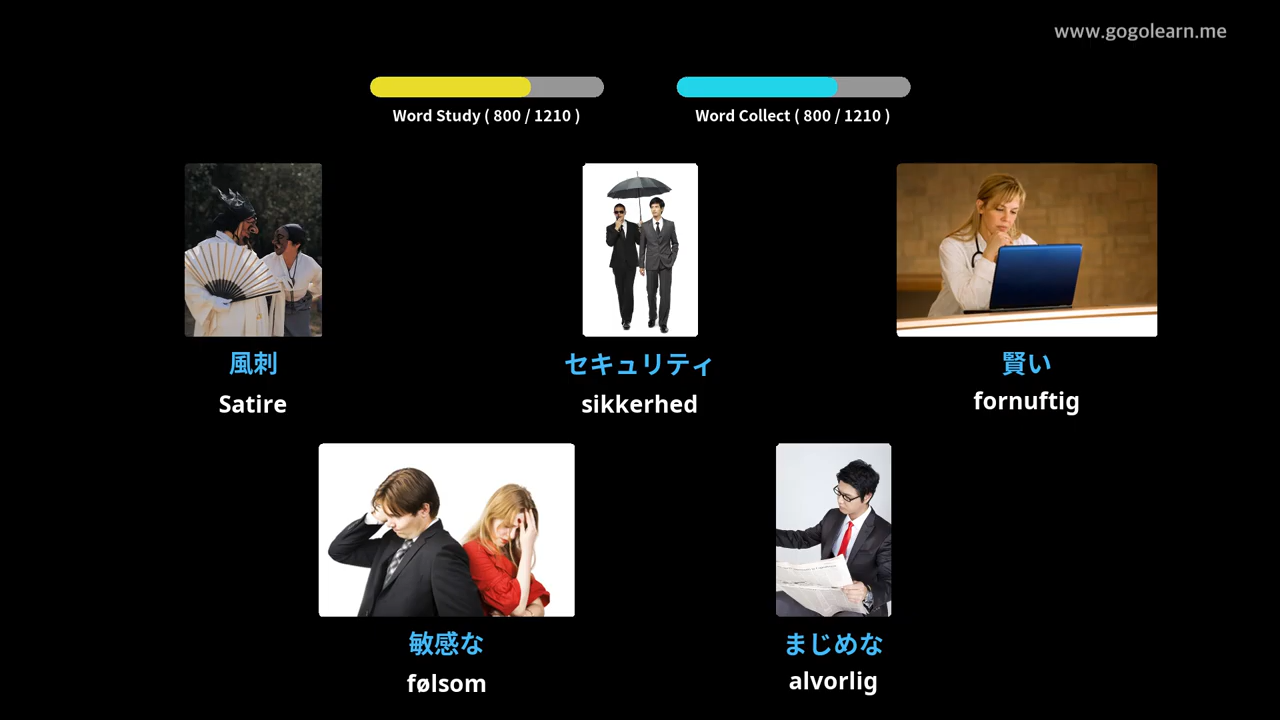 www.gogolearn.me
Word Study ( 800 / 1210 )
Word Collect ( 800 / 1210 )
風刺
Satire
セキュリティ
sikkerhed
賢い
fornuftig
敏感な
følsom
まじめな
alvorlig